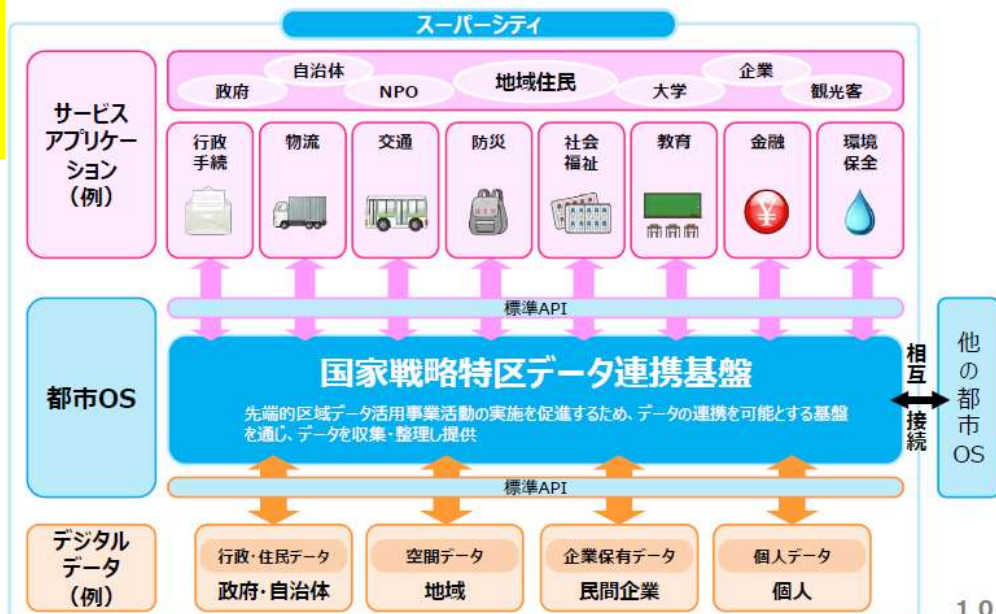 スーパーシティ
サービス
アプリケー
ション
(例)
政府
自治体
NPO
地域住民
大学
企業
観光客
行政
手続
物流
交通
防災
社会
福祉
教育
金融
環境
保全
標準API
都市OS
国家戦略特区データ連携基盤
先端的区域データ活用事業活動の実施を促進するため、データの連携を可能とする基盤
を通じ、データを収集・整理し提供
相互
接続
他の都市OS
標準API
デジタル
データ
(例)
行政・住民データ
政府・自治体
空間データ
地域
企業保有データ
民間企業
個人データ
個人
10